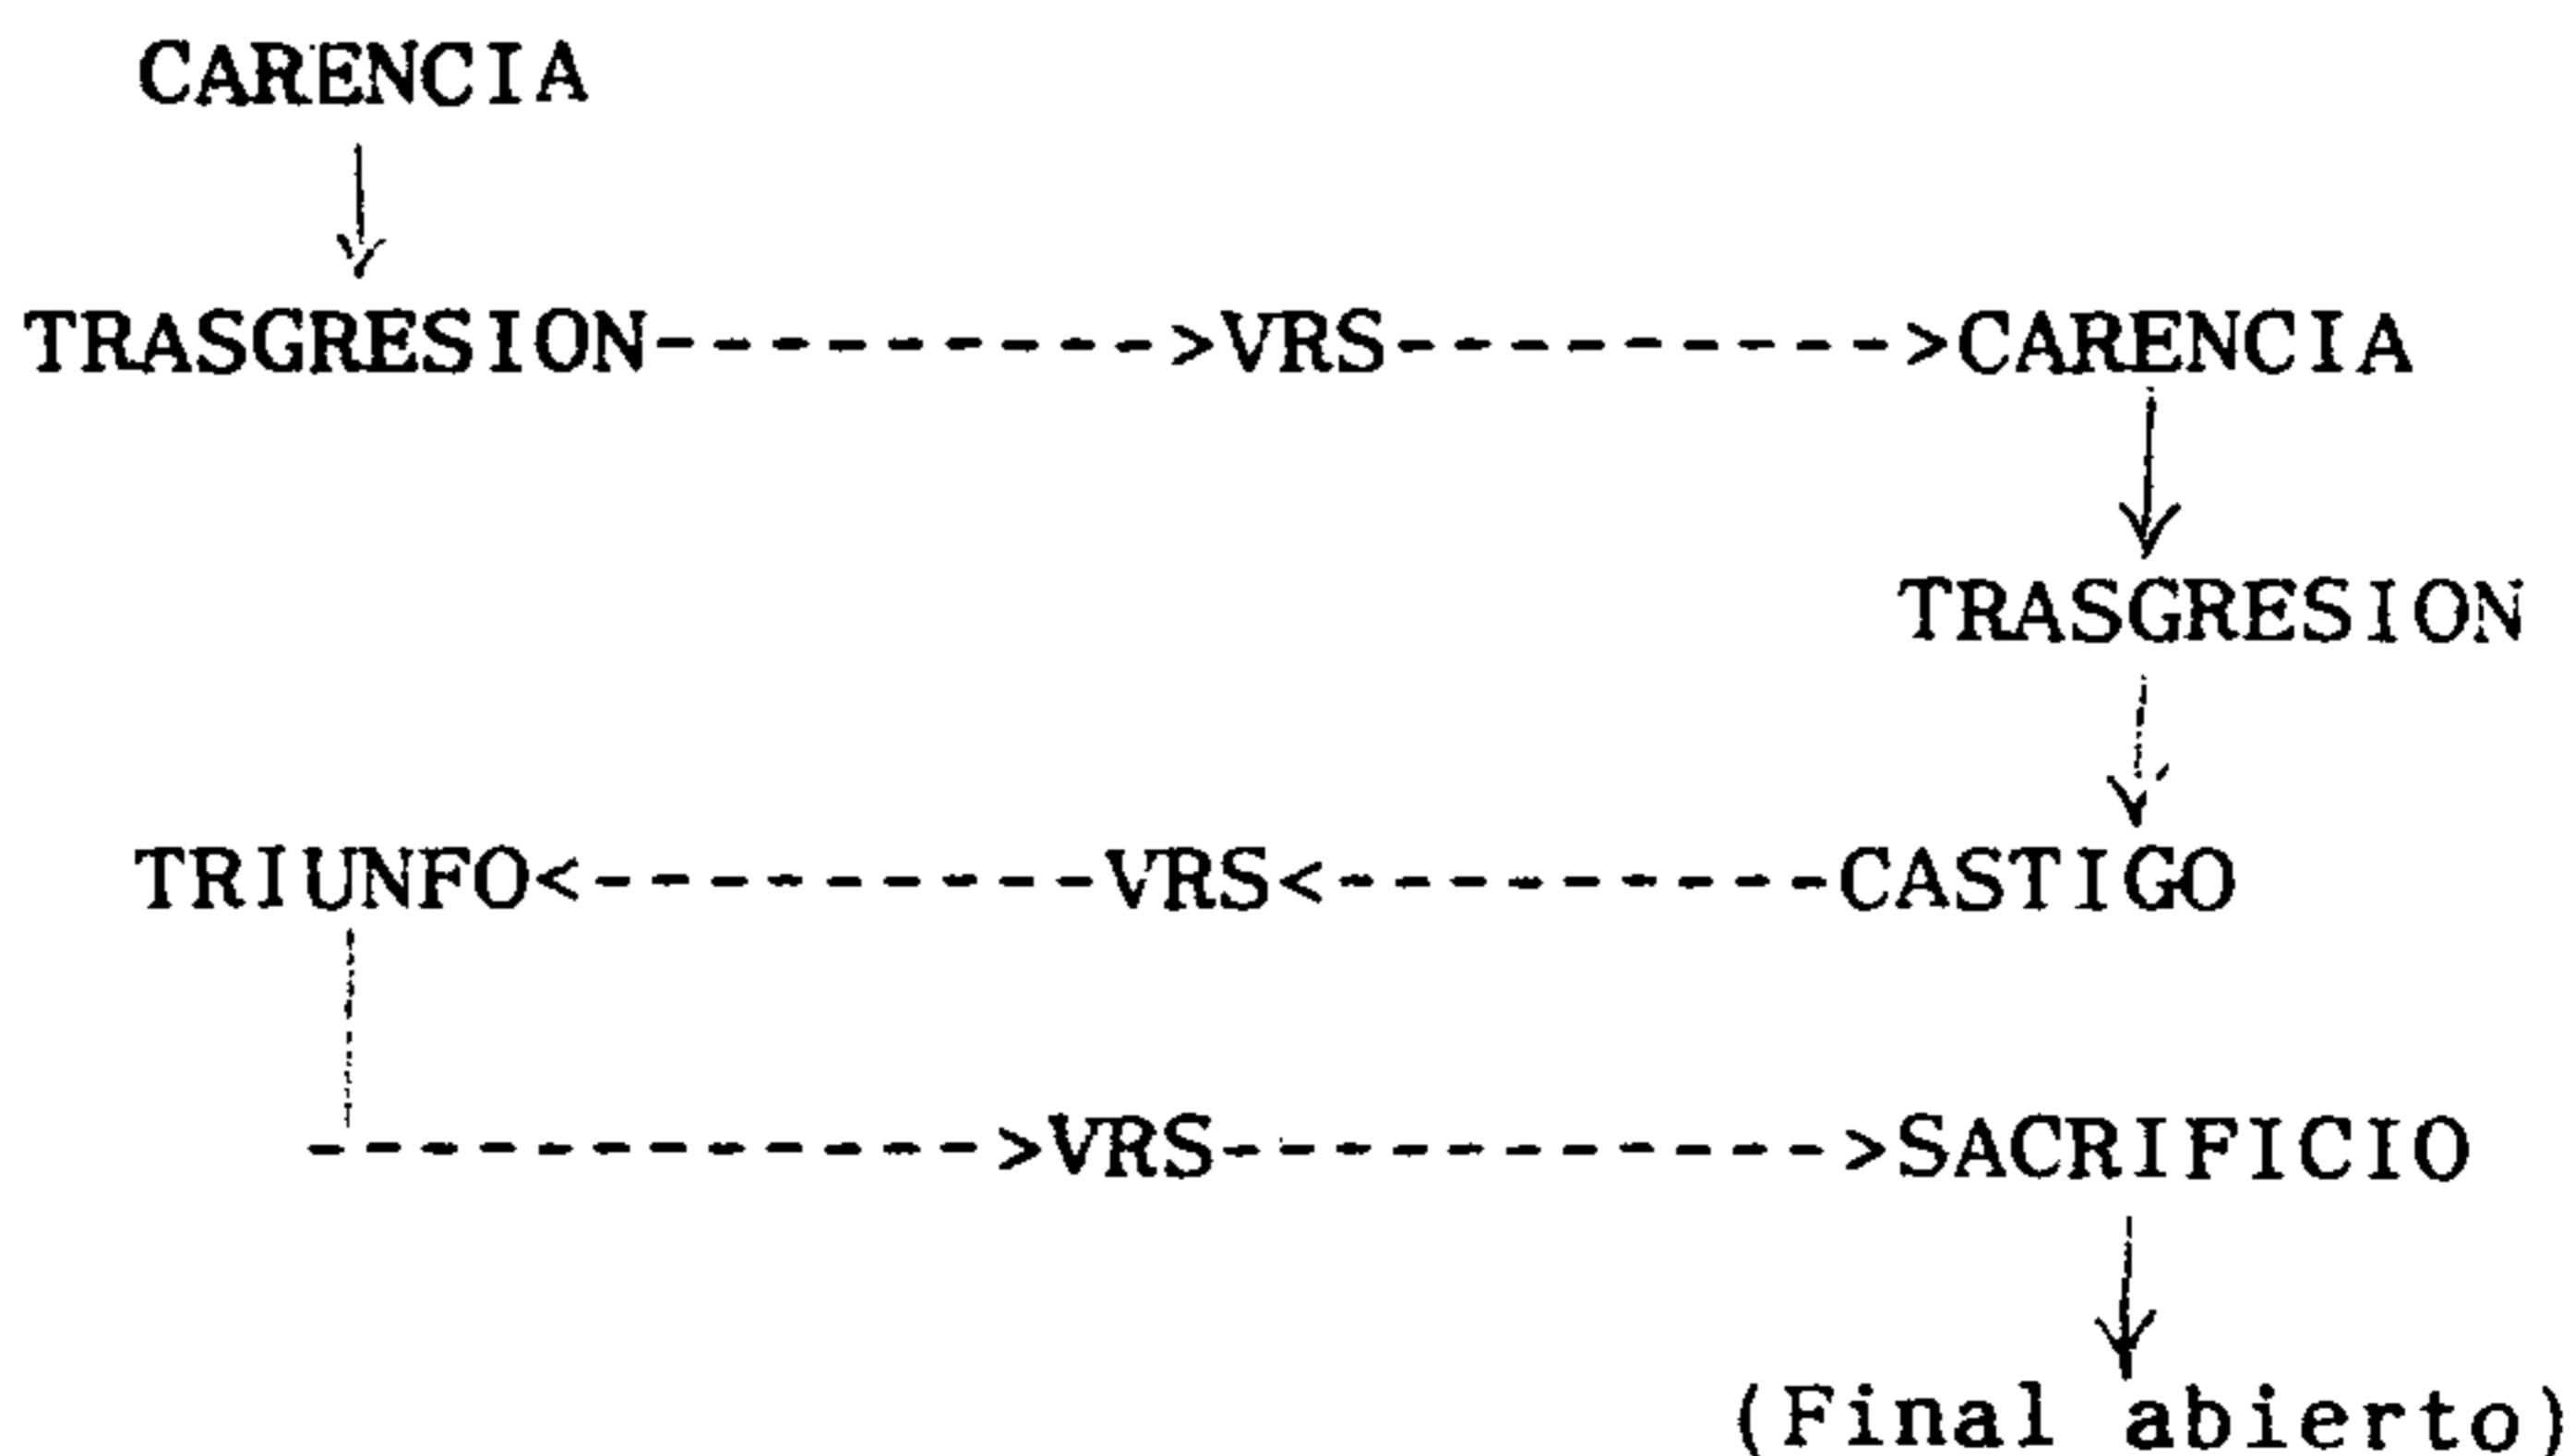 CARENCIA
TRASGRESION------------>VRS--------->CARENCIA
TRASGRESION
TRIUNFO<---------VRS<---------CASTIGO
------------>VRS----------->SACRIFICIO
(Final abierto)